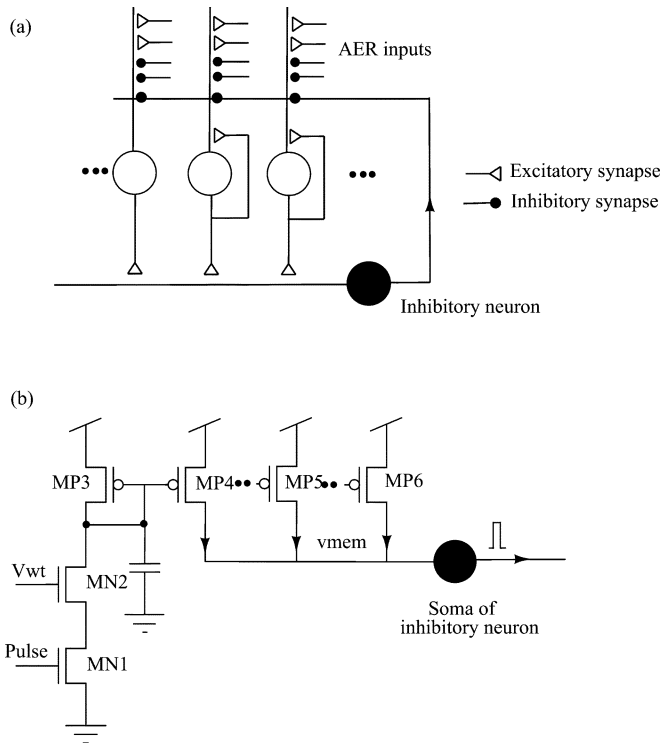 (a)
AER inputs
Excitatory synapse
Inhibitory synapse
Inhibitory neuron
(b)
MP3
MP4
MP5
MP6
vmem
Vwt
MN2
Soma of
inhibitory neuron
Pulse
MN1